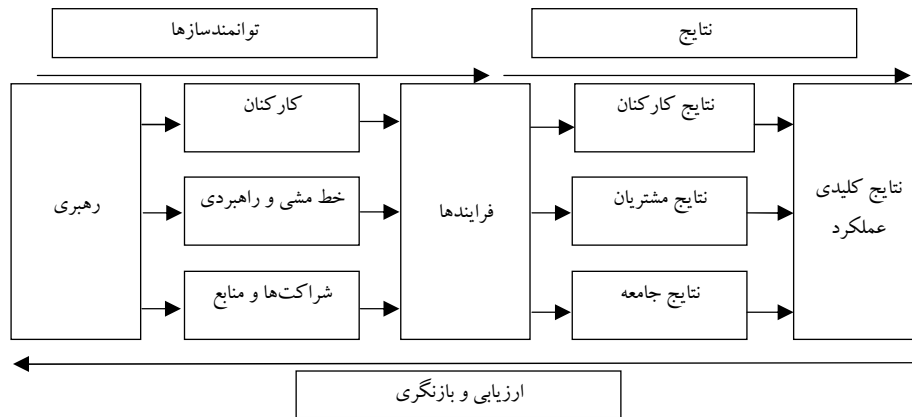 توانمندسازها
نتایج
رهبری
کارکنان
خط مشی و راهبردی
شراکت‌ها و منابع
فرایندها
نتایج کارکنان
نتایج مشتریان
نتایج جامعه
نتایج کلیدی
عملکرد
ارزیابی و بازنگری